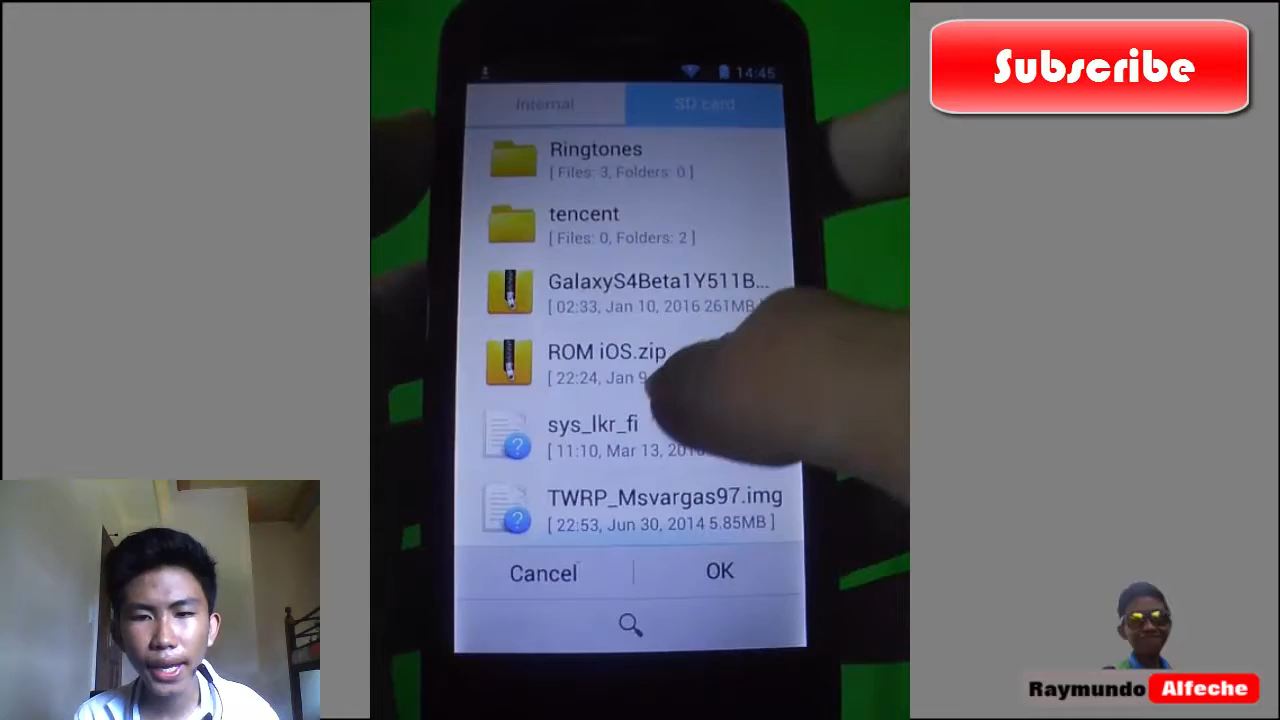 Subscribe
14:45
Internal
SD card
Ringtones
[ Files: 3, Folders: 0 ]
tencent
[ Files: 0, Folders: 2 ]
GalaxyS4Beta1Y511B...
[ 02:33, Jan 10, 2016 261MB
ROM iOS.zip
[ 22:24, Jan 9
sys_lkr_fi
[ 11:10, Mar 13,
TWRP_Msvargas97.img
[ 22:53, Jun 30, 2014 5.85MB ]
Cancel
OK
Raymundo Alfeche